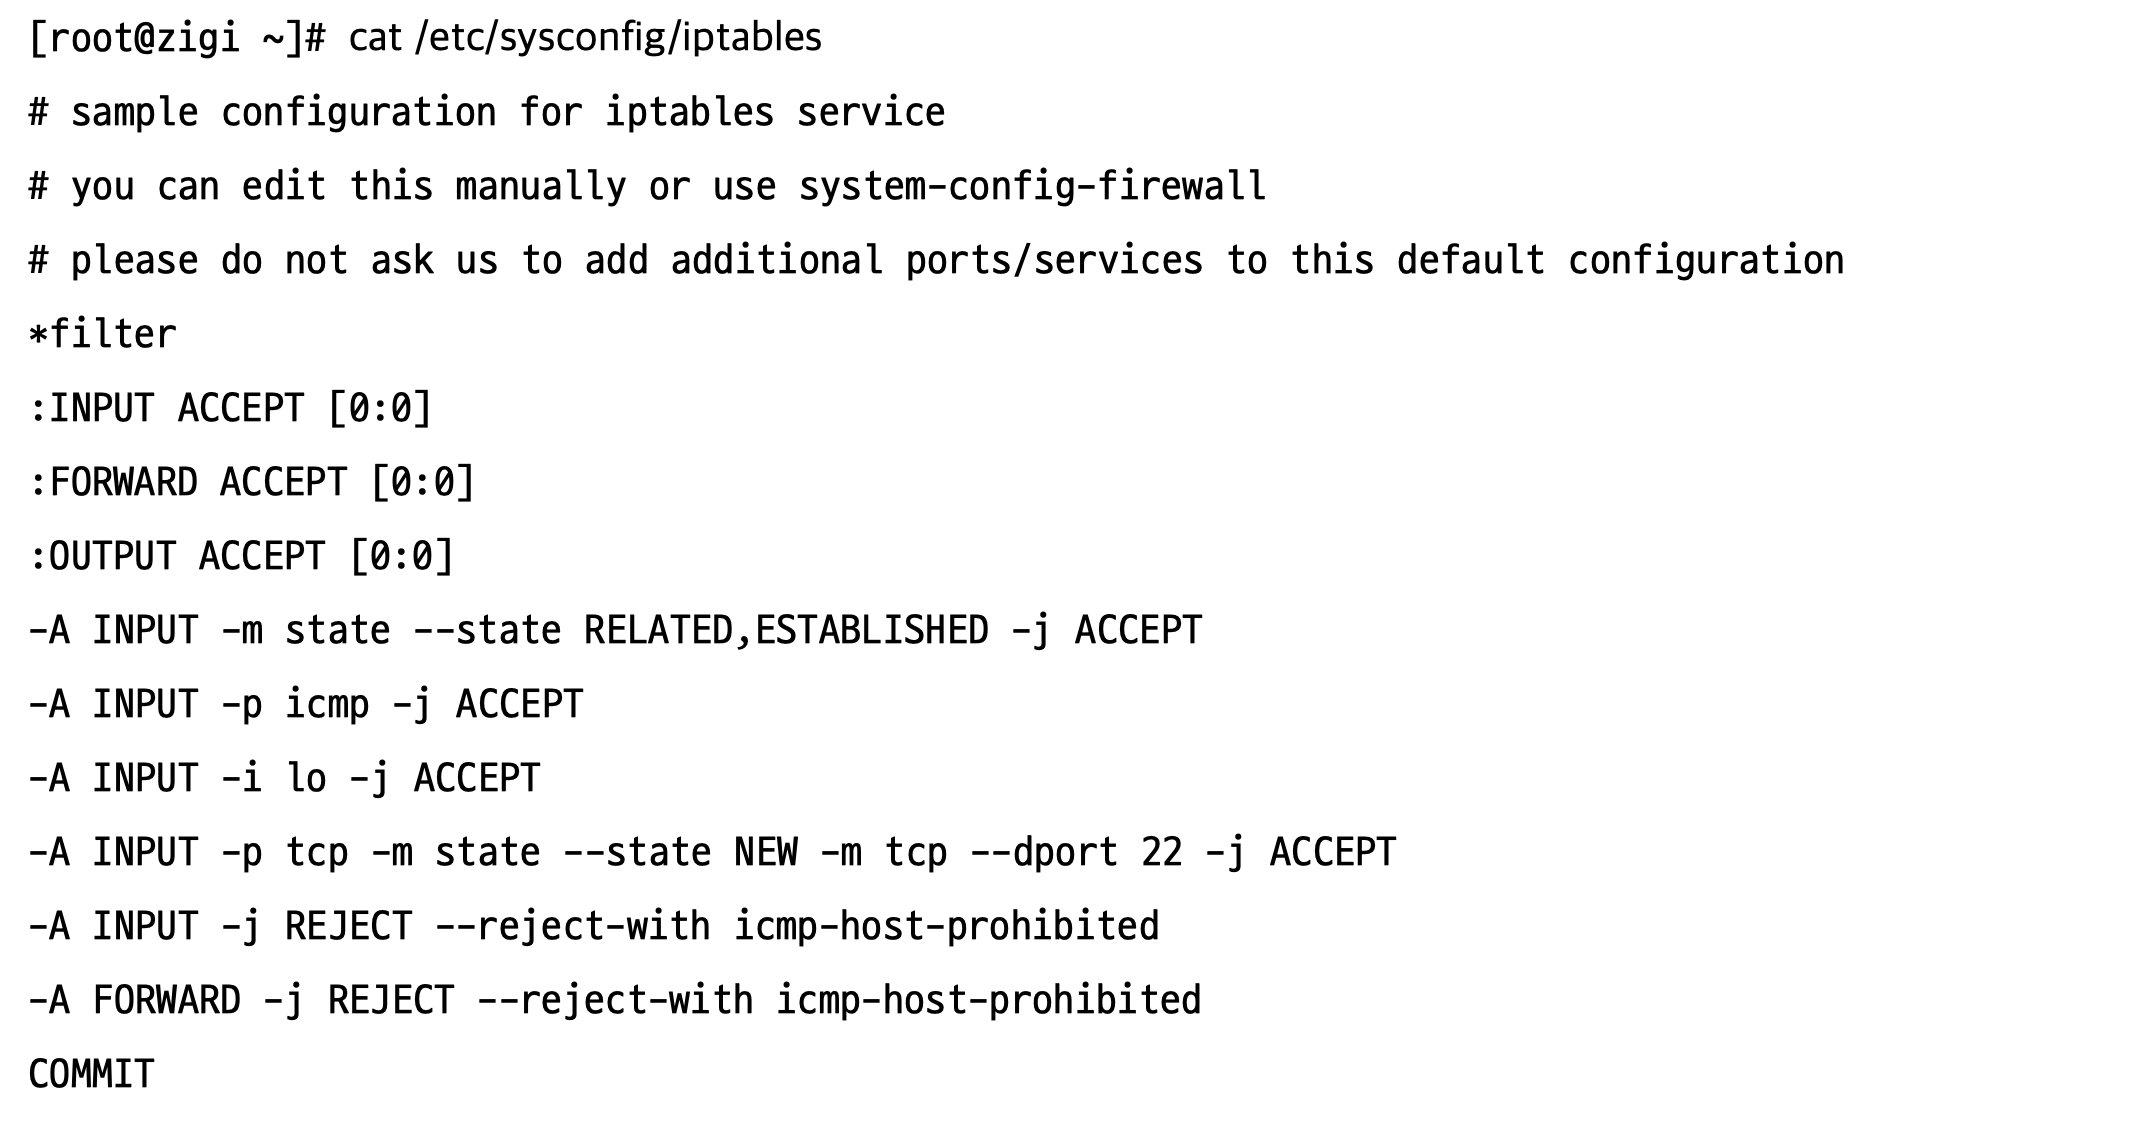 [root@zigi ~]# cat /etc/sysconfig/iptables
# sample configuration for iptables service
# you can edit this manually or use system-config-firewall
# please do not ask us to add additional ports/services to this default configuration
*filter
:INPUT ACCEPT [0:0]
:FORWARD ACCEPT [0:0]
:OUTPUT ACCEPT [0:0]
-A INPUT -m state --state RELATED,ESTABLISHED -j ACCEPT
-A INPUT -p icmp -j ACCEPT
-A INPUT -i lo -j ACCEPT
-A INPUT -p tcp -m state --state NEW -m tcp --dport 22 -j ACCEPT
-A INPUT -j REJECT --reject-with icmp-host-prohibited
-A FORWARD -j REJECT --reject-with icmp-host-prohibited
COMMIT